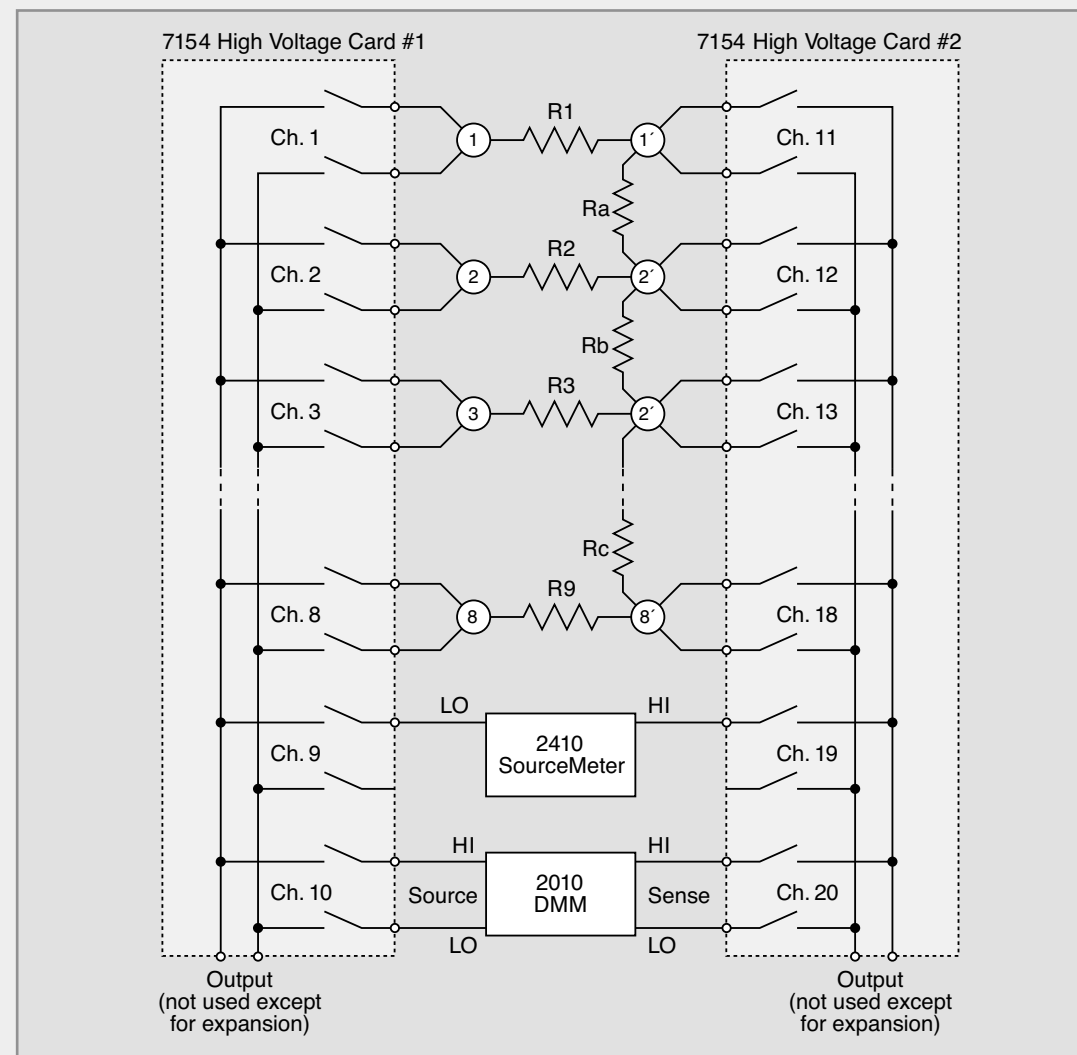 7154 High Voltage Card #1
7154 High Voltage Card #2
R1
Ch. 1
1
1´
Ch. 11
Ra
R2
Ch. 2
2
2´
Ch. 12
Rb
R3
Ch. 3
3
2´
Ch. 13
Rc
R9
Ch. 8
8
8´
Ch. 18
LO
HI
Ch. 9
2410
SourceMeter
Ch. 19
HI
HI
Ch. 10
Source
2010
DMM
Sense
Ch. 20
LO
LO
Output
(not used except
for expansion)
Output
(not used except
for expansion)